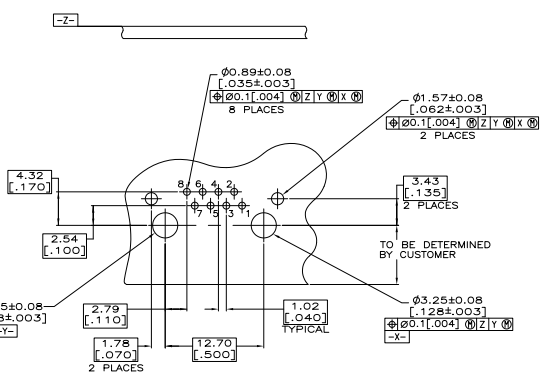 -Z-
Ø0.89±0.08
[.035±.003]
⌖ Ø0.1[.004] Ⓜ Z Y Ⓜ X Ⓜ
8 PLACES
Ø1.57±0.08
[.062±.003]
⌖ Ø0.1[.004] Ⓜ Z Y Ⓜ X Ⓜ
2 PLACES
4.32
[.170]
8 6 4 2
7 5 3 1
3.43
[.135]
2 PLACES
2.54
[.100]
TO BE DETERMINED
BY CUSTOMER
5±0.08
±.003]
-Y-
2.79
[.110]
1.02
[.040]
TYPICAL
Ø3.25±0.08
[.128±.003]
⌖ Ø0.1[.004] Ⓜ Z Y Ⓜ
-X-
1.78
[.070]
2 PLACES
12.70
[.500]